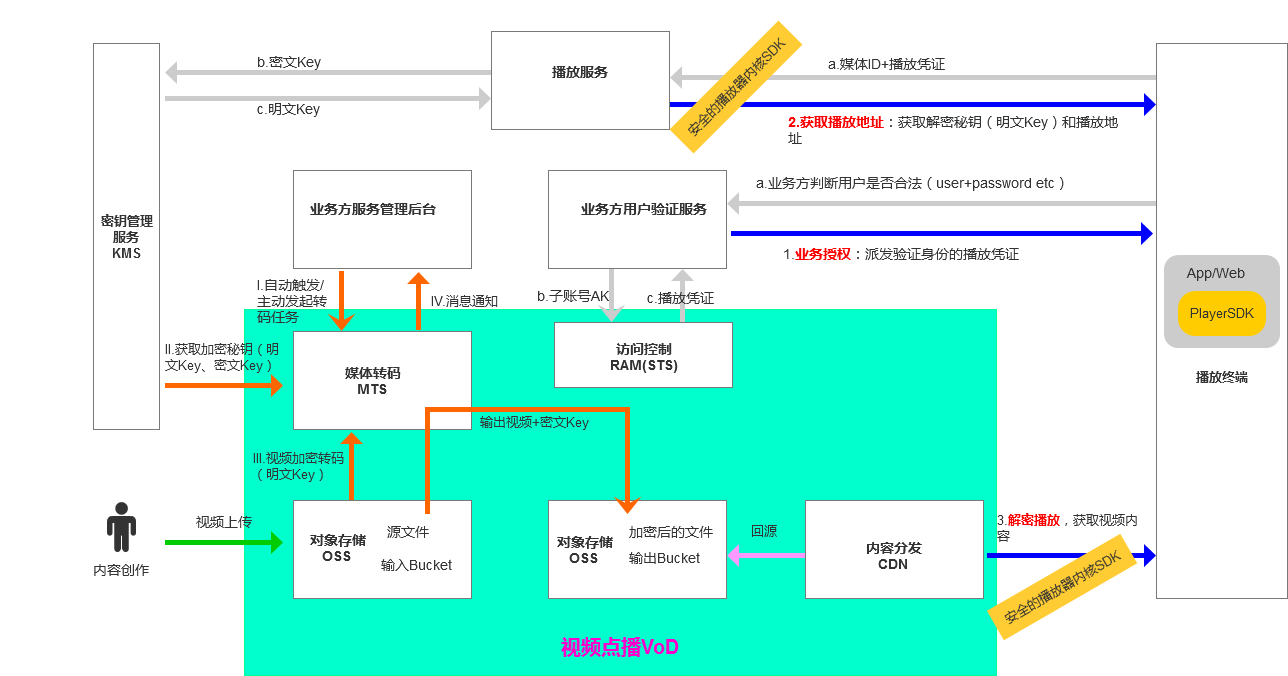 b.密文Key
c.明文Key
播放服务
安全的播放器内核SDK
a.媒体ID+播放凭证
2.获取播放地址：获取解密秘钥（明文Key）和播放地
址
密钥管理
服务
KMS
业务方服务管理后台
业务方用户验证服务
a.业务方判断用户是否合法（user+password etc）
1.业务授权：派发验证身份的播放凭证
App/Web
PlayerSDK
播放终端
I.自动触发/
主动发起转
码任务
IV.消息通知
b.子账号AK
c.播放凭证
II.获取加密秘钥（明
文Key、密文Key）
媒体转码
MTS
访问控制
RAM(STS)
输出视频+密文Key
III.视频加密转码
（明文Key）
内容创作
视频上传
对象存储
OSS
源文件
输入Bucket
对象存储
OSS
加密后的文件
输出Bucket
回源
内容分发
CDN
3.解密播放，获取视频内
容
安全的播放器内核SDK
视频点播VoD